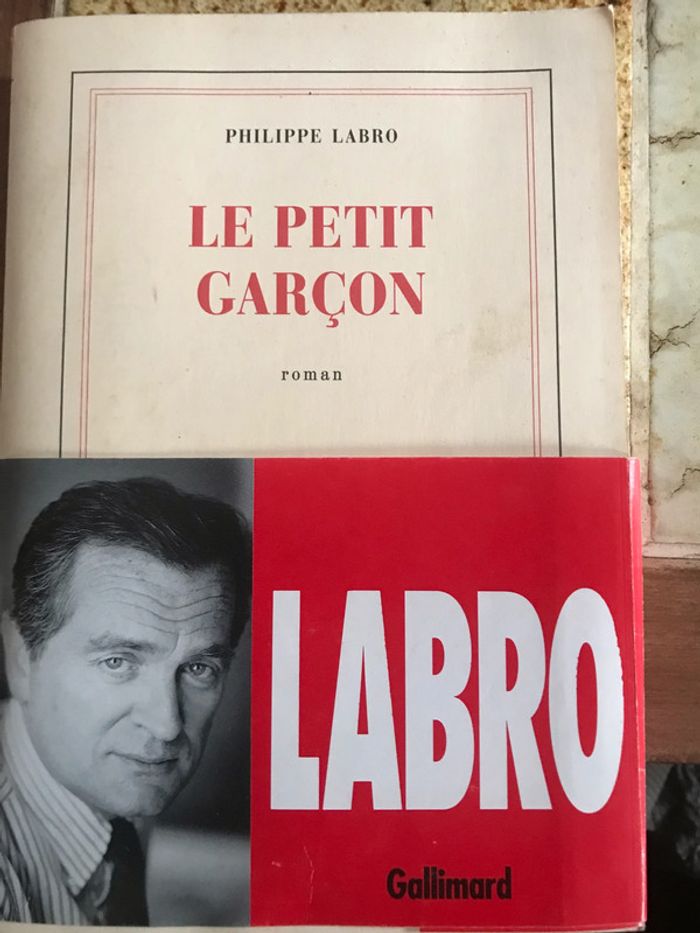 PHILIPPE LABRO
LE PETIT
GARÇON
roman
LABRO
Gallimard